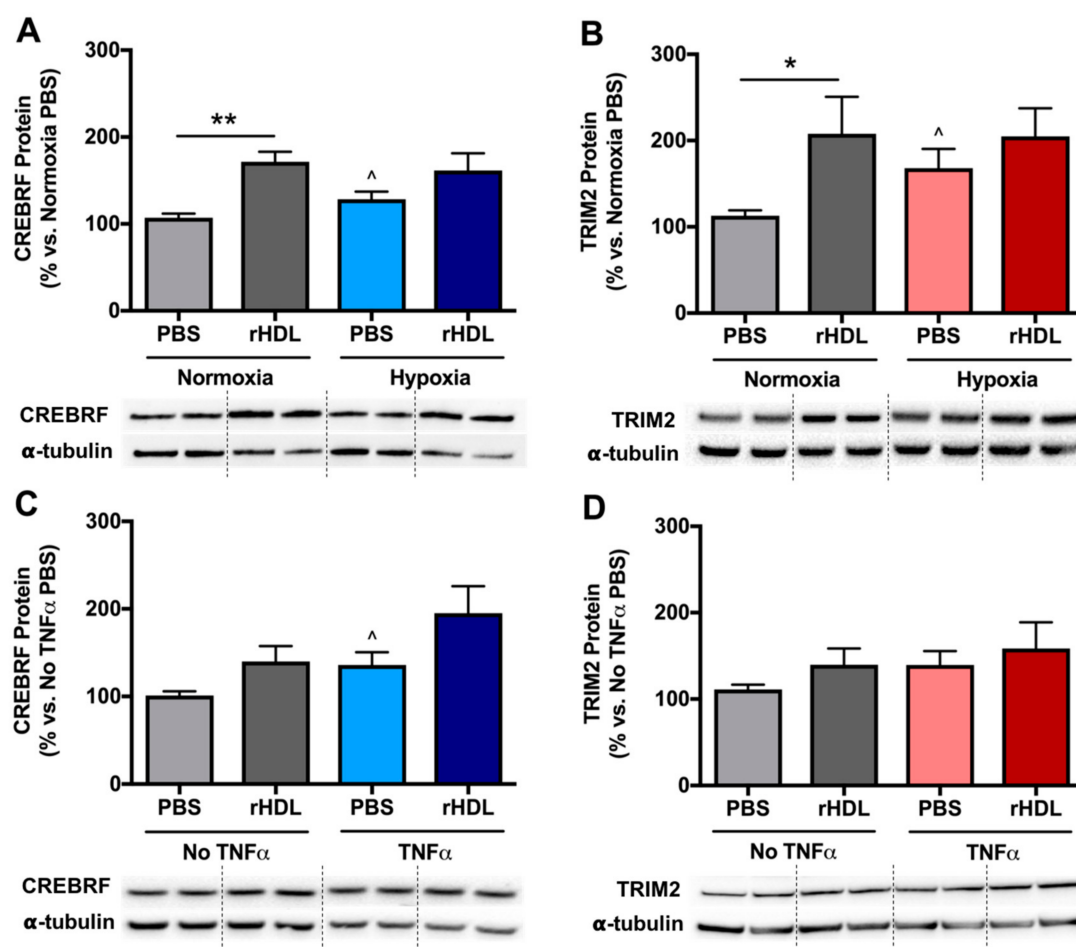 A
CREBRF Protein
(% vs. Normoxia PBS)
300
200
100
0
**
^
PBS rHDL PBS rHDL
Normoxia Hypoxia
CREBRF
α-tubulin
B
TRIM2 Protein
(% vs. Normoxia PBS)
300
200
100
0
*
^
PBS rHDL PBS rHDL
Normoxia Hypoxia
TRIM2
α-tubulin
C
CREBRF Protein
(% vs. No TNFα PBS)
300
200
100
0
^
PBS rHDL PBS rHDL
No TNFα TNFα
CREBRF
α-tubulin
D
TRIM2 Protein
(% vs. No TNFα PBS)
300
200
100
0
PBS rHDL PBS rHDL
No TNFα TNFα
TRIM2
α-tubulin